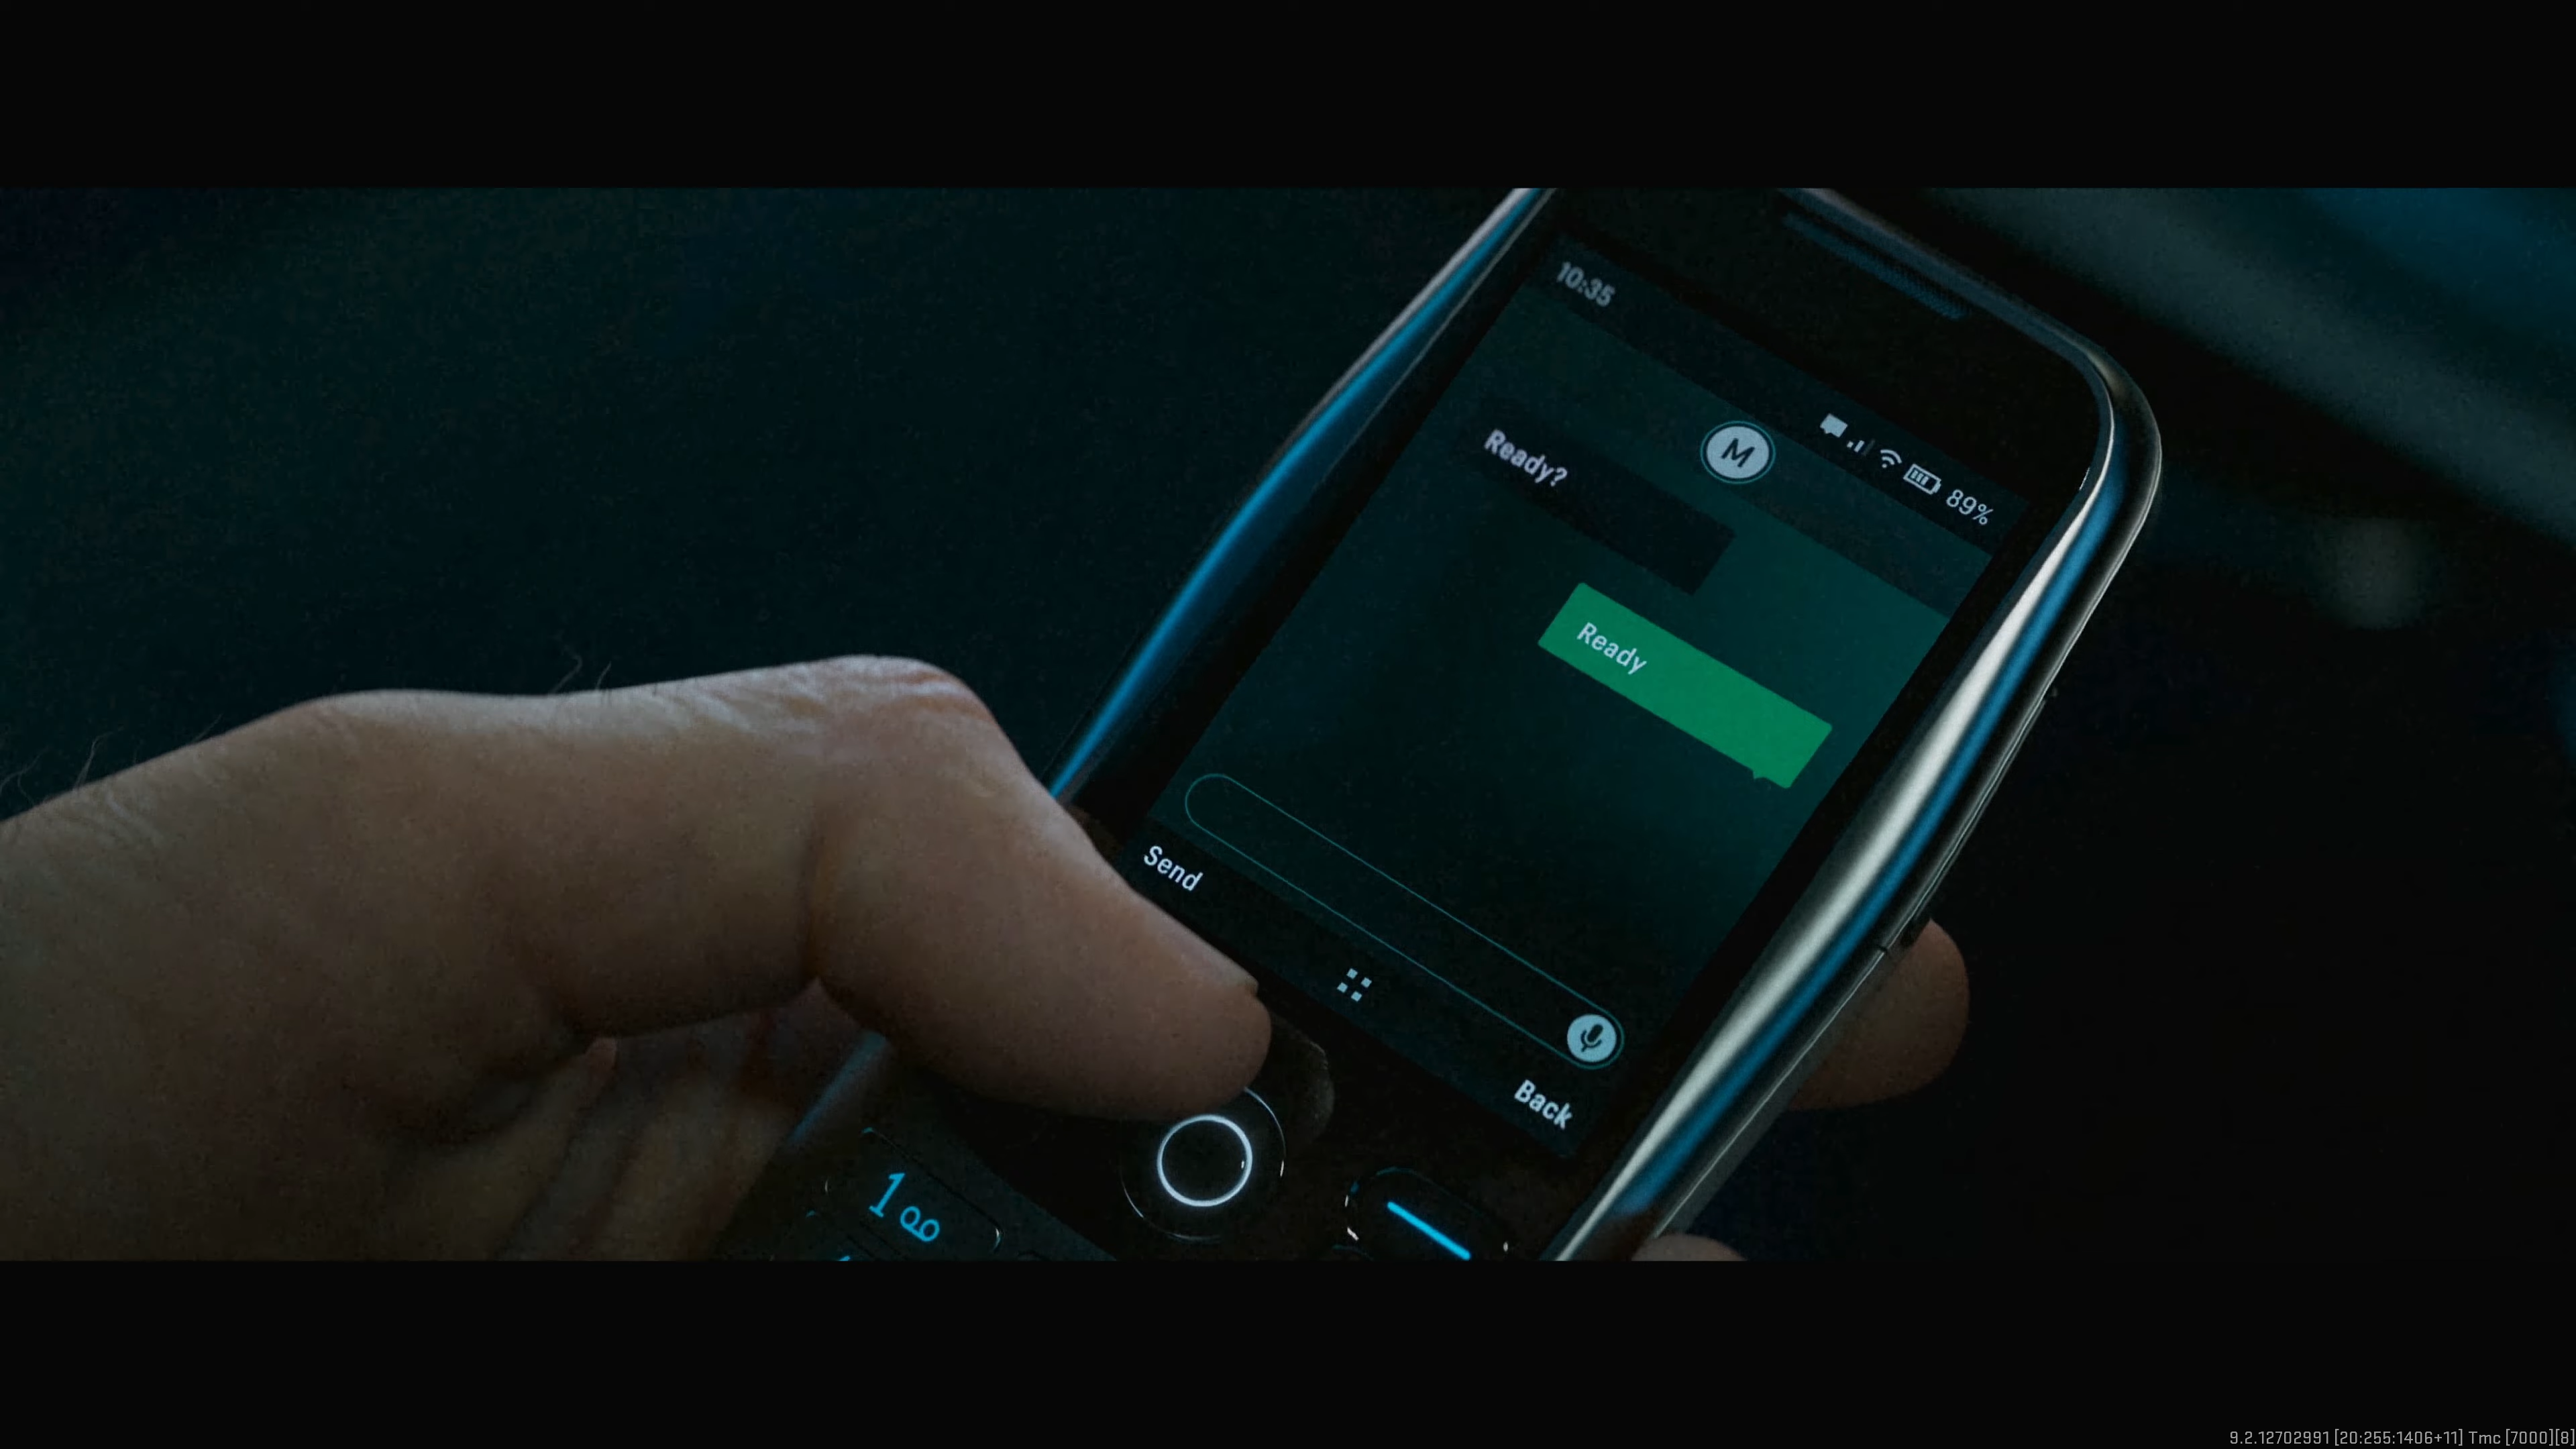 10:35
89%
M
Ready?
Ready
Send
Back
1
9.2.12702991 [20:255:1406+11] Tmc [7000][8]